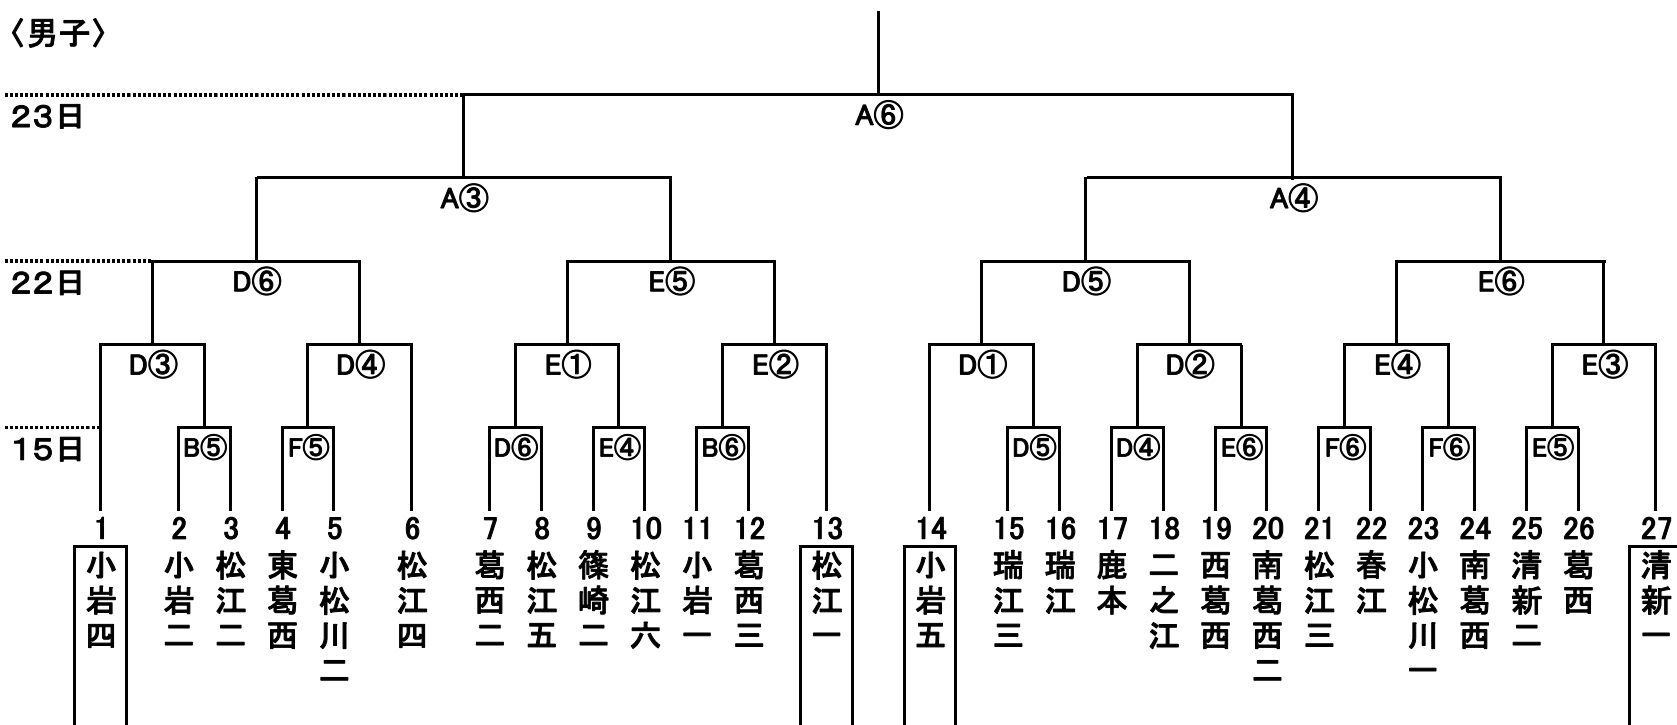 〈男子〉
23日
A⑥
A③
A④
22日
D⑥
E⑤
D⑤
E⑥
D③
D④
E①
E②
D①
D②
E④
E③
15日
B⑤
F⑤
D⑥
E④
B⑥
D⑤
D④
E⑥
F⑥
F⑥
E⑤
1
2
3
4
5
6
7
8
9
10
11
12
13
14
15
16
17
18
19
20
21
22
23
24
25
26
27
小岩四
小岩二
松江二
東葛西
小松川二
松江四
葛西二
松江五
篠崎二
松江六
小岩一
葛西三
松江一
小岩五
瑞江三
瑞江
鹿本
二之江
西葛西
南葛西二
松江三
春江
小松川一
南葛西
清新二
葛西
清新一